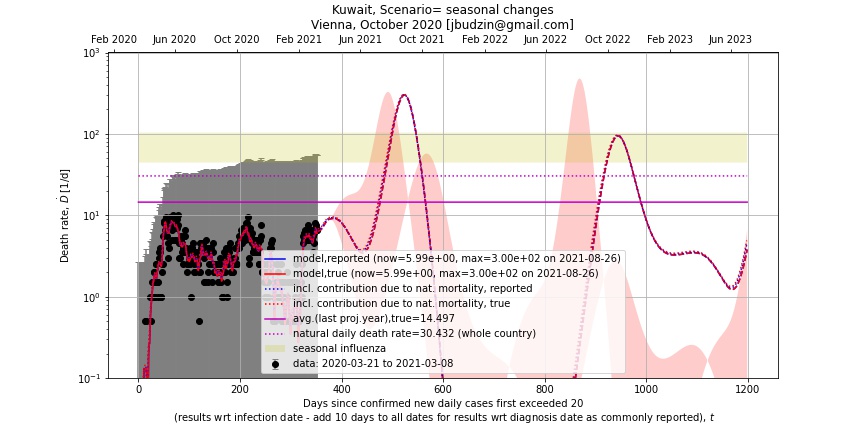 Kuwait, Scenario= seasonal changes
Vienna, October 2020 [jbudzin@gmail.com]
Feb 2020 Jun 2020 Oct 2020 Feb 2021 Jun 2021 Oct 2021 Feb 2022 Jun 2022 Oct 2022 Feb 2023 Jun 2023
10³
10²
10¹
10⁰
10⁻¹
Death rate, Ḋ [1/d]
model,reported (now=5.99e+00, max=3.00e+02 on 2021-08-26)
model,true (now=5.99e+00, max=3.00e+02 on 2021-08-26)
incl. contribution due to nat. mortality, reported
incl. contribution due to nat. mortality, true
avg.(last proj.year),true=14.497
natural daily death rate=30.432 (whole country)
seasonal influenza
data: 2020-03-21 to 2021-03-08
0 200 400 600 800 1000 1200
Days since confirmed new daily cases first exceeded 20
(results wrt infection date - add 10 days to all dates for results wrt diagnosis date as commonly reported), t